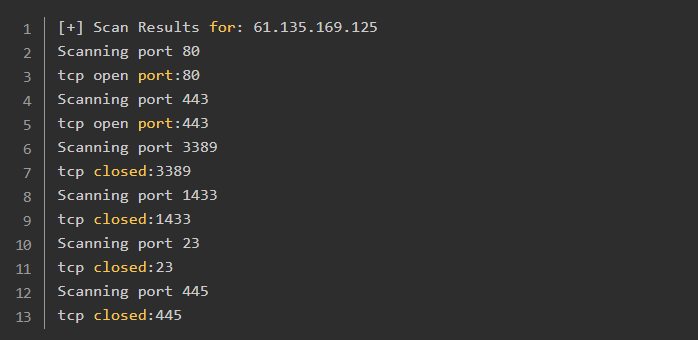 1 [+] Scan Results for: 61.135.169.125
2 Scanning port 80
3 tcp open port:80
4 Scanning port 443
5 tcp open port:443
6 Scanning port 3389
7 tcp closed:3389
8 Scanning port 1433
9 tcp closed:1433
10 Scanning port 23
11 tcp closed:23
12 Scanning port 445
13 tcp closed:445